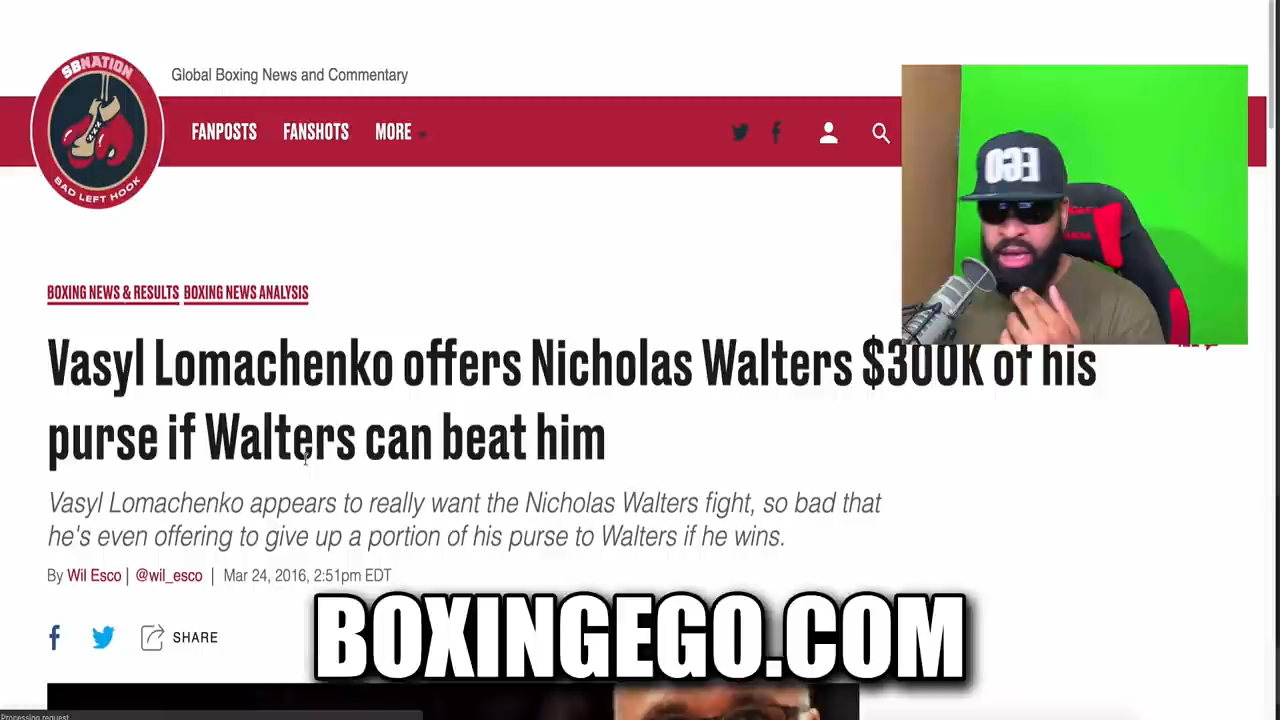 SBNATION
BAD LEFT HOOK
Global Boxing News and Commentary
FANPOSTS FANSHOTS MORE
EGO
BOXING NEWS & RESULTS BOXING NEWS ANALYSIS
Vasyl Lomachenko offers Nicholas Walters $300K of his
purse if Walters can beat him
Vasyl Lomachenko appears to really want the Nicholas Walters fight, so bad that
he's even offering to give up a portion of his purse to Walters if he wins.
By Wil Esco | @wil_esco | Mar 24, 2016, 2:51pm EDT
SHARE
BOXINGEGO.COM
Processing request